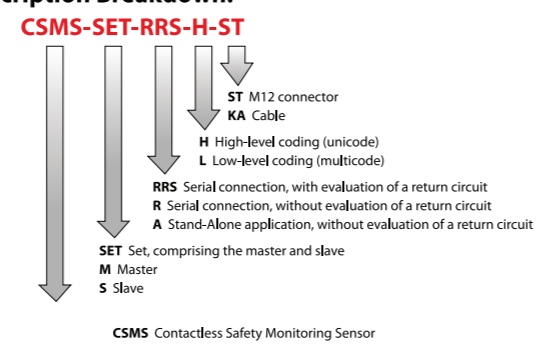 CSMS-SET-RRS-H-ST
ST M12 connector
KA Cable
H High-level coding (unicode)
L Low-level coding (multicode)
RRS Serial connection, with evaluation of a return circuit
R Serial connection, without evaluation of a return circuit
A Stand-Alone application, without evaluation of a return circuit
SET Set, comprising the master and slave
M Master
S Slave
CSMS Contactless Safety Monitoring Sensor